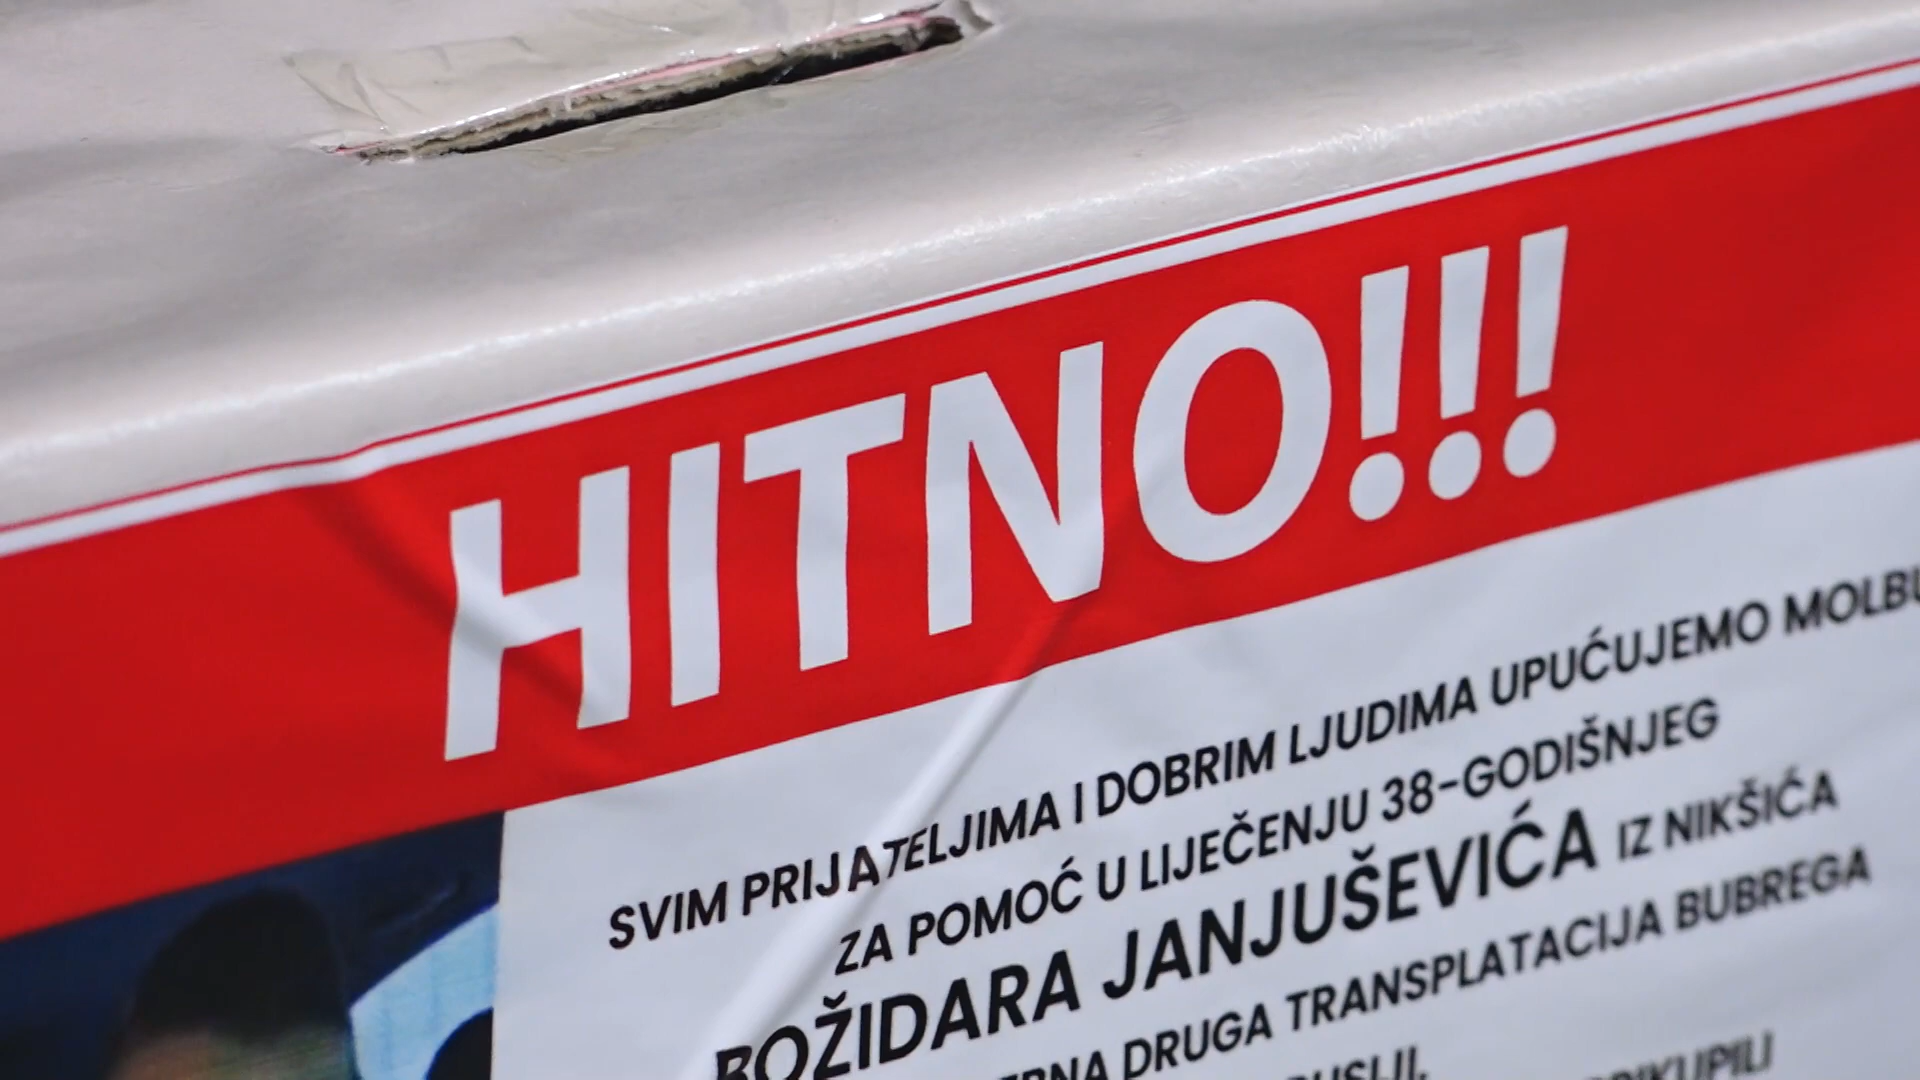 HITNO!!!
SVIM PRIJATELJIMA I DOBRIM LJUDIMA UPUĆUJEMO MOLBU
ZA POMOĆ U LIJEČENJU 38-GODIŠNJEG
BOŽIDARA JANJUŠEVIĆA IZ NIKŠIĆA
DRUGA TRANSPLATACIJA BUBREGA